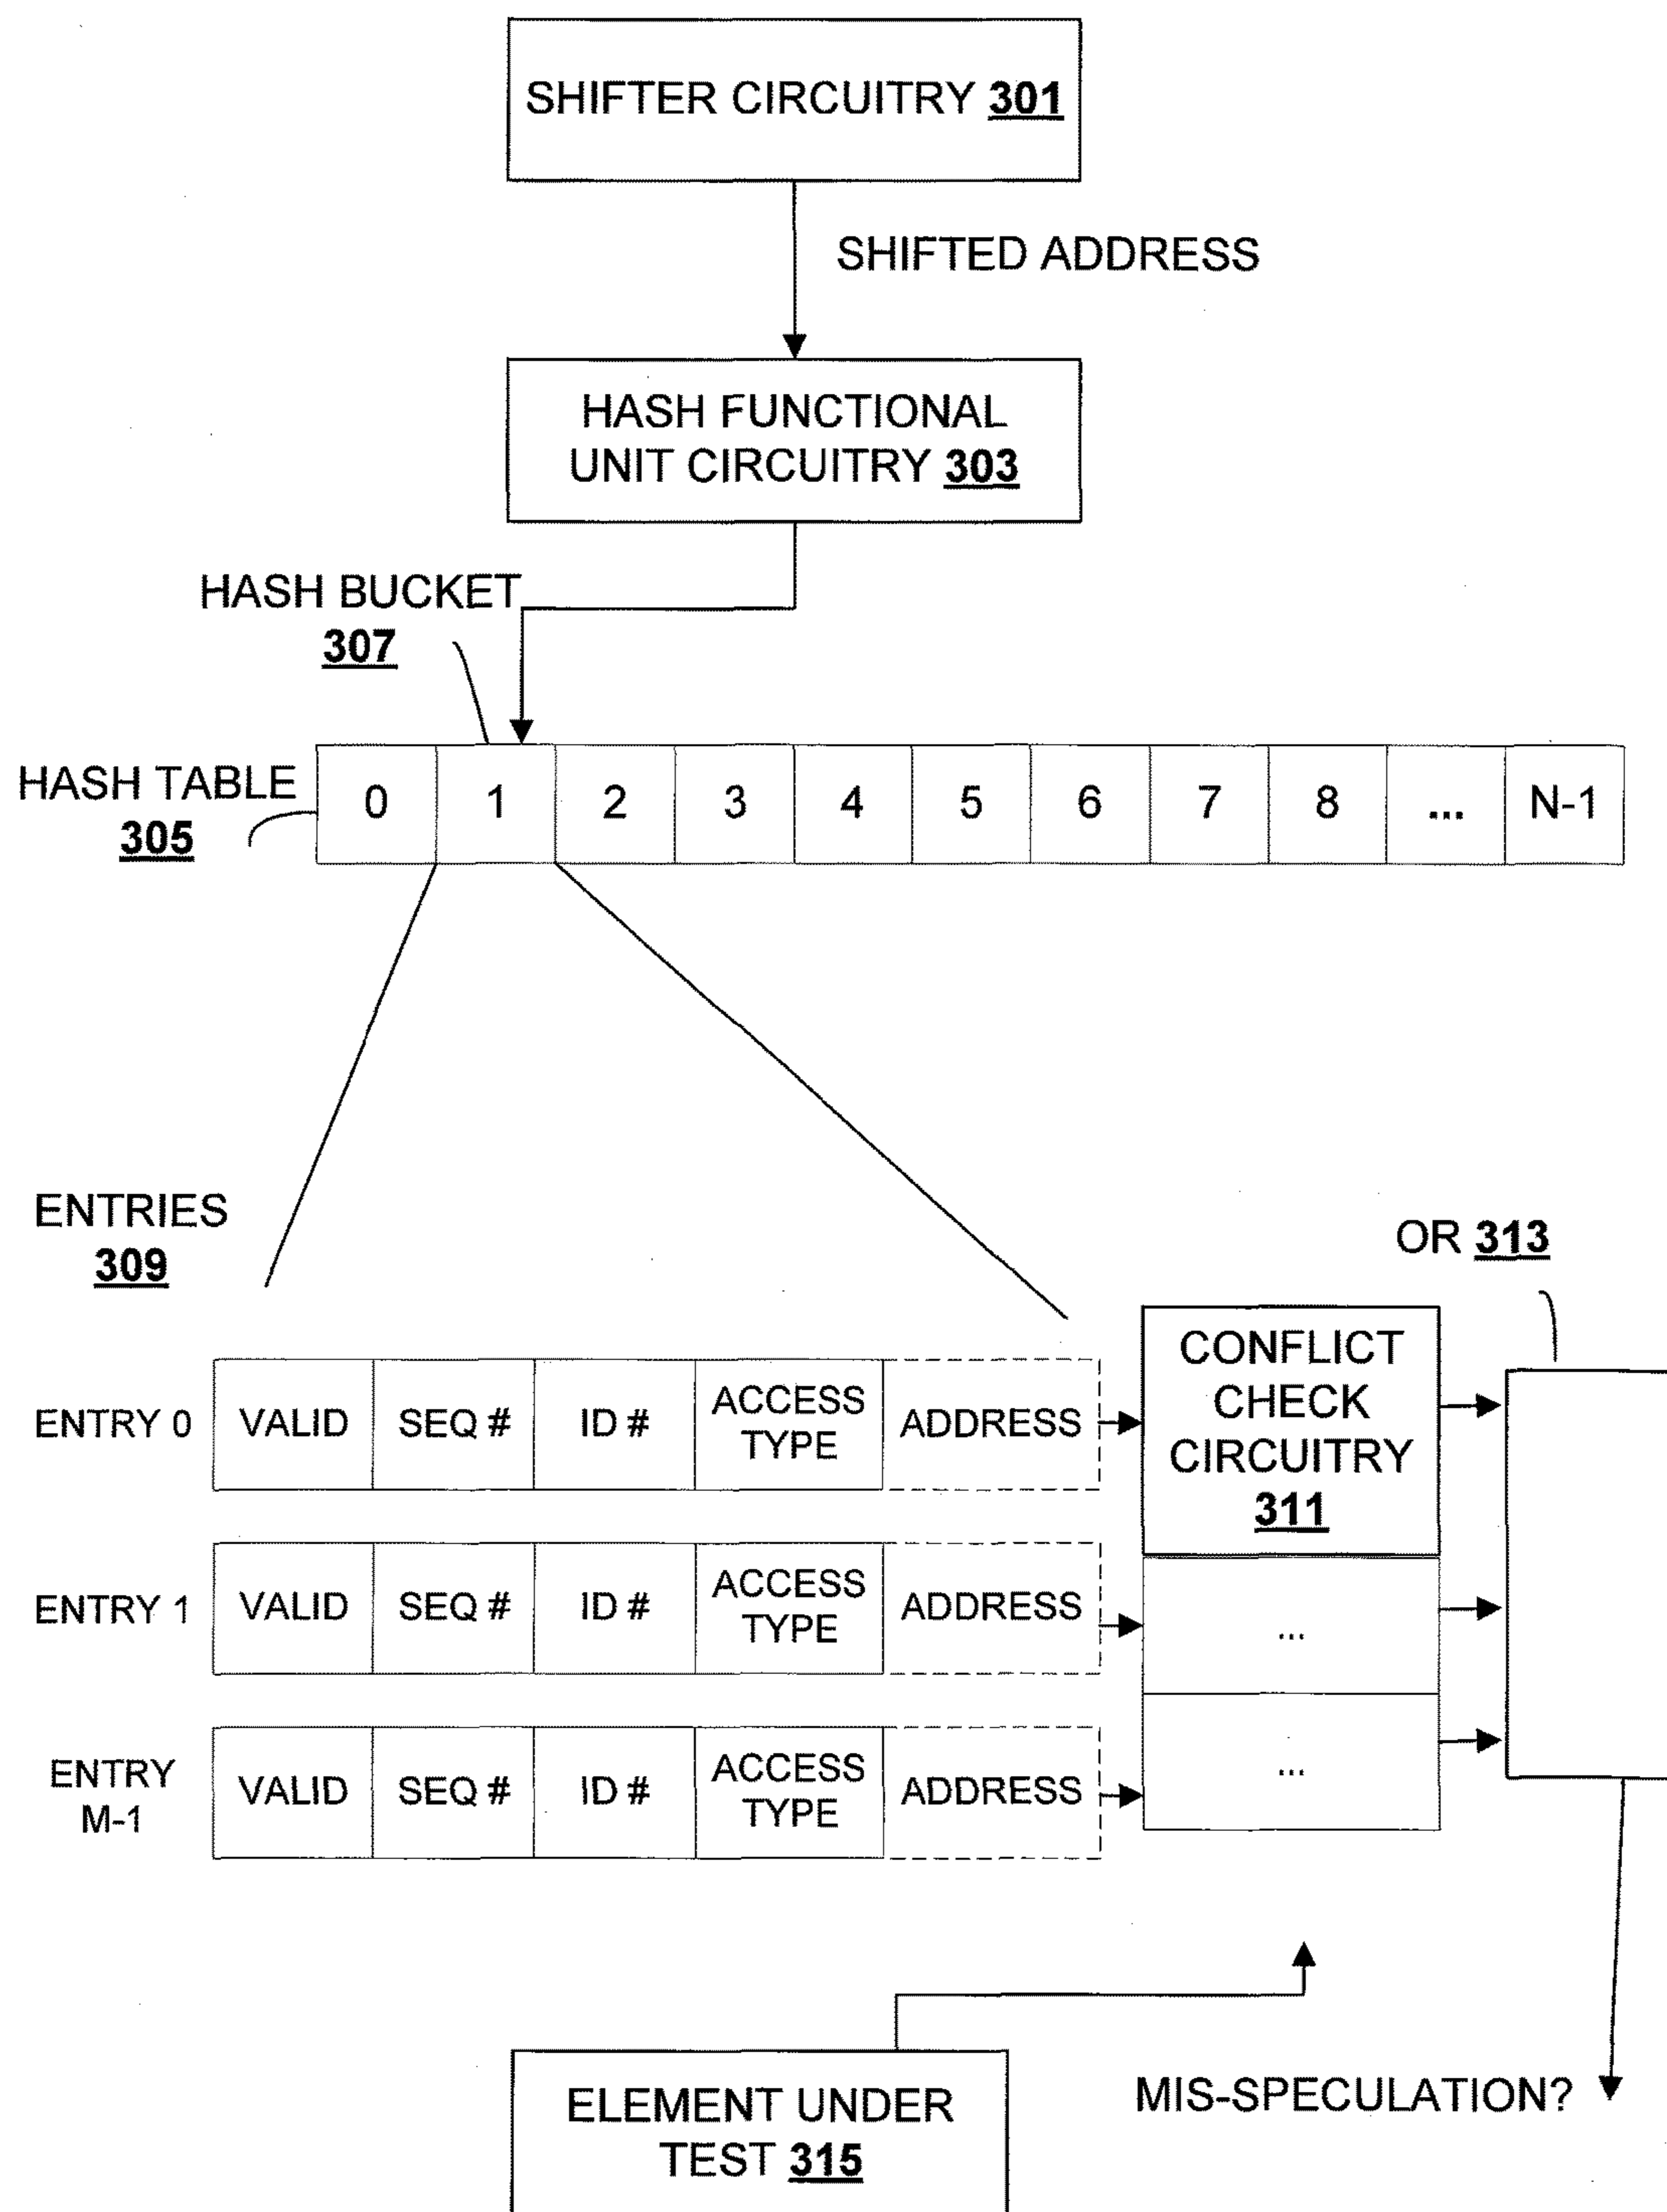 SHIFTER CIRCUITRY 301
SHIFTED ADDRESS
HASH FUNCTIONAL
UNIT CIRCUITRY 303
HASH BUCKET
307
HASH TABLE
305
0 1 2 3 4 5 6 7 8 ... N-1
ENTRIES
309
OR 313
CONFLICT
CHECK
CIRCUITRY
311
ENTRY 0 VALID SEQ # ID # ACCESS
TYPE ADDRESS
ENTRY 1 VALID SEQ # ID # ACCESS
TYPE ADDRESS
...
ENTRY
M-1 VALID SEQ # ID # ACCESS
TYPE ADDRESS
...
ELEMENT UNDER
TEST 315
MIS-SPECULATION?